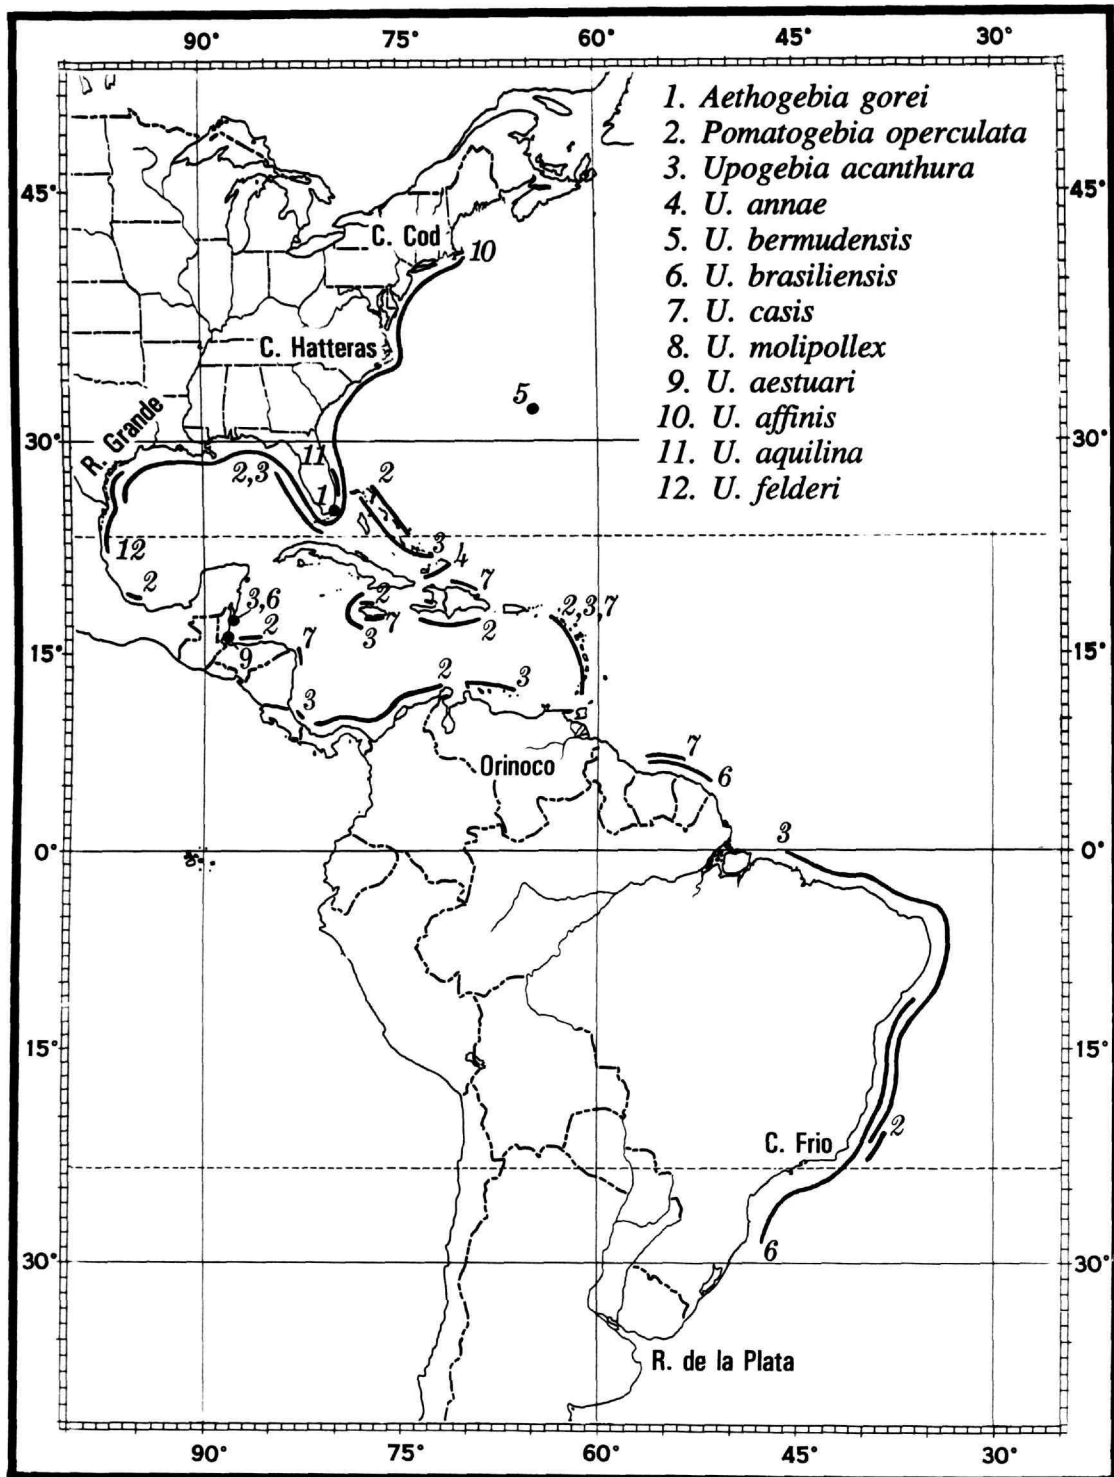 90° 75° 60° 45° 30°
1. Aethogebia gorei
2. Pomatogebia operculata
3. Upogebia acanthura
4. U. annae
5. U. bermudensis
6. U. brasiliensis
7. U. casis
8. U. molipollex
9. U. aestuari
10. U. affinis
11. U. aquilina
12. U. felderi
45° 45°
C. Cod
10
C. Hatteras
5
R. Grande
30° 30°
11
2,3 2
1
12 3
4
2 7
3,6 2 2,3,7
2 3 7 2
9 7
15° 15°
2 3
3
7
Orinoco
6
3
0° 0°
15° 15°
2
C. Frio
6
30° 30°
R. de la Plata
90° 75° 60° 45° 30°